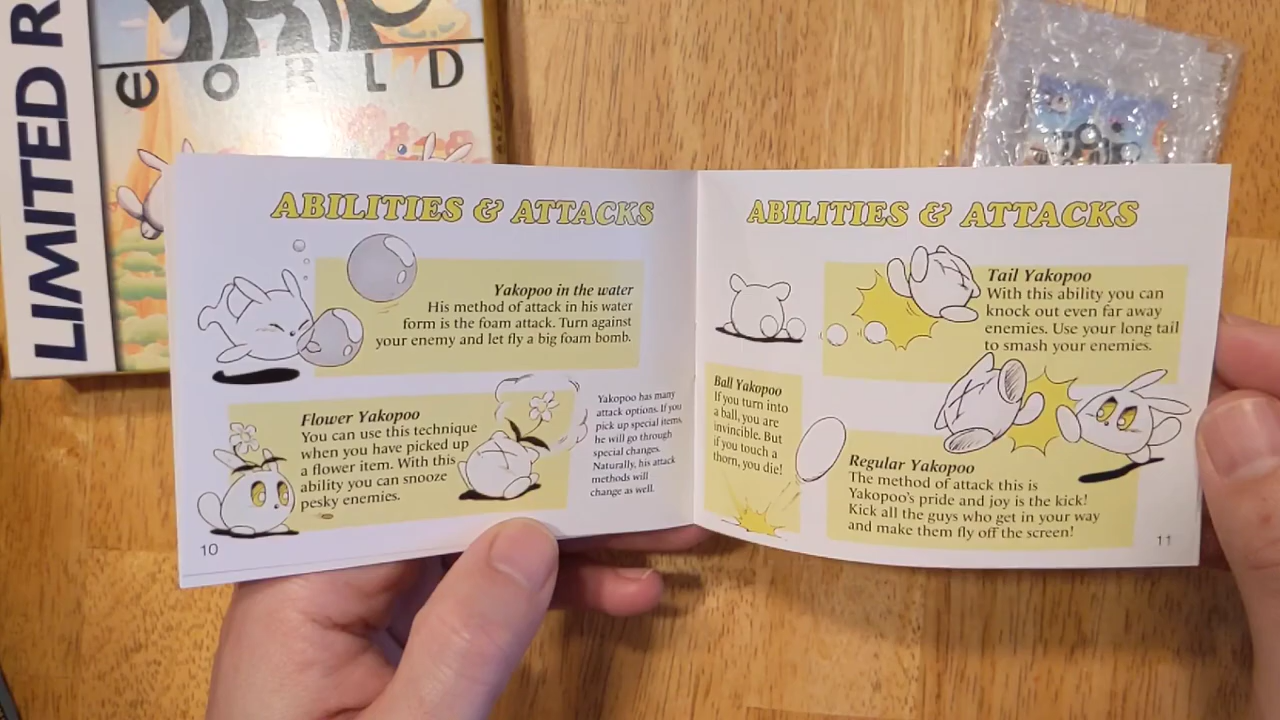 LIMITED R
WORLD
ABILITIES & ATTACKS
Yakopoo in the water
His method of attack in his water
form is the foam attack. Turn against
your enemy and let fly a big foam bomb.
Flower Yakopoo
You can use this technique
when you have picked up
a flower item. With this
ability you can snooze
pesky enemies.
Yakopoo has many
attack options. If you
pick up special items
he will go through
special changes.
Naturally, his attack
methods will
change as well.
10
ABILITIES & ATTACKS
Tail Yakopoo
With this ability you can
knock out even far away
enemies. Use your long tail
to smash your enemies.
Ball Yakopoo
If you turn into
a ball, you are
invincible. But
if you touch a
thorn, you die!
Regular Yakopoo
The method of attack this is
Yakopoo's pride and joy is the kick!
Kick all the guys who get in your way
and make them fly off the screen!
11